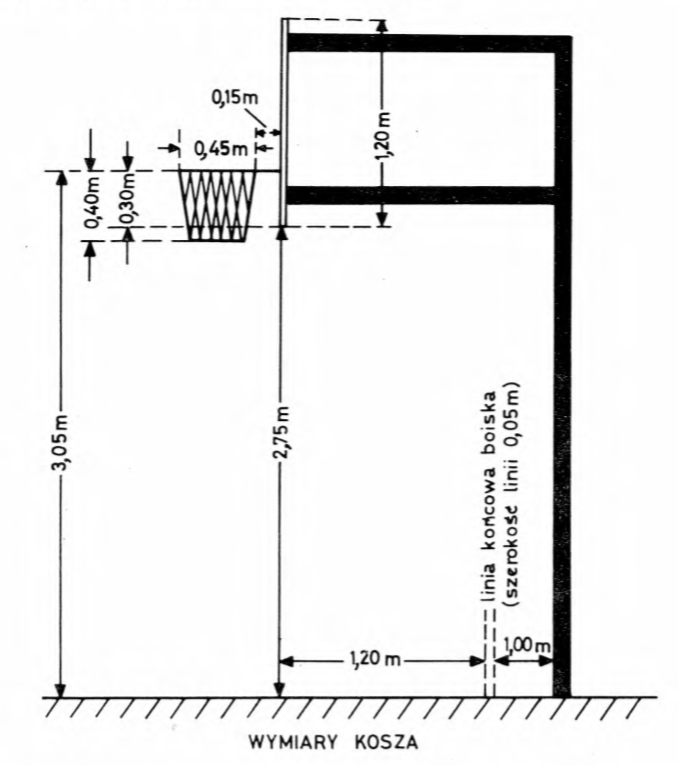 0,15m
0,45m
1,20m
0,40m
0,30m
3,05m
2,75m
linia końcowa boiska
(szerokość linii 0,05m)
1,20 m
1,00m
WYMIARY KOSZA